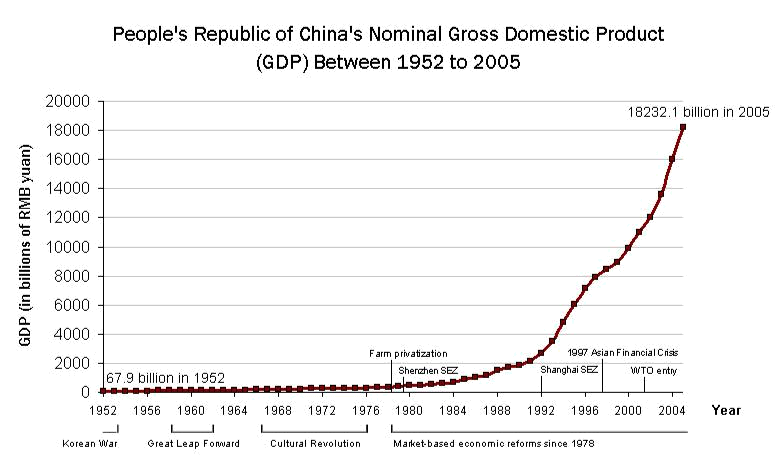 People's Republic of China's Nominal Gross Domestic Product
(GDP) Between 1952 to 2005
GDP (in billions of RMB yuan)
20000
18000
16000
14000
12000
10000
8000
6000
4000
2000
0
18232.1 billion in 2005
67.9 billion in 1952
Farm privatization
Shenzhen SEZ
1997 Asian Financial Crisis
Shanghai SEZ
WTO entry
1952 1956 1960 1964 1968 1972 1976 1980 1984 1988 1992 1996 2000 2004 Year
Korean War Great Leap Forward Cultural Revolution Market-based economic reforms since 1978